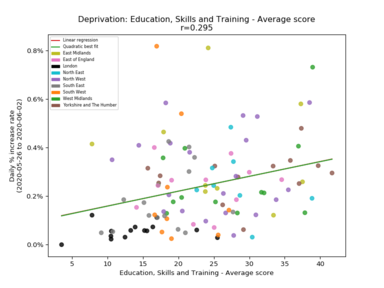 Deprivation: Education, Skills and Training - Average score
r=0.295
Linear regression
Quadratic best fit
East Midlands
East of England
London
North East
North West
South East
South West
West Midlands
Yorkshire and The Humber
Daily % increase rate
(2020-05-26 to 2020-06-02)
0.8%
0.6%
0.4%
0.2%
0.0%
5 10 15 20 25 30 35 40
Education, Skills and Training - Average score